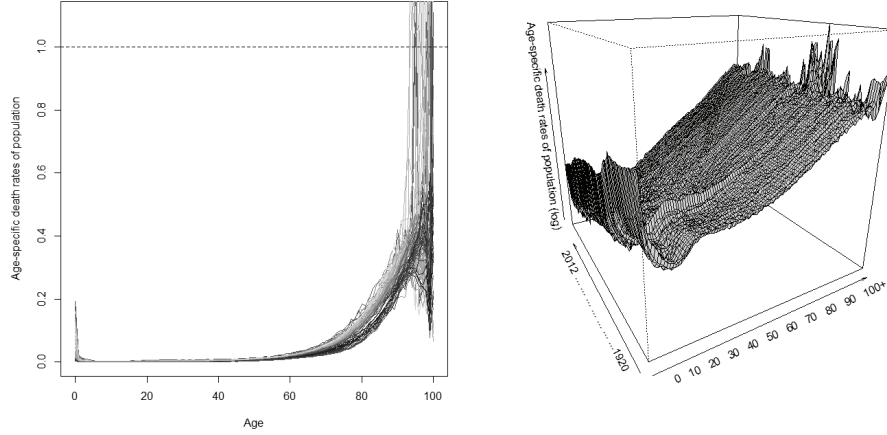 Age-specific death rates of population
1.0
0.8
0.6
0.4
0.2
0.0
0 20 40 60 80 100
Age
Age-specific death rates of population (log)
2012 ............ 1920
0 10 20 30 40 50 60 70 80 90 100+